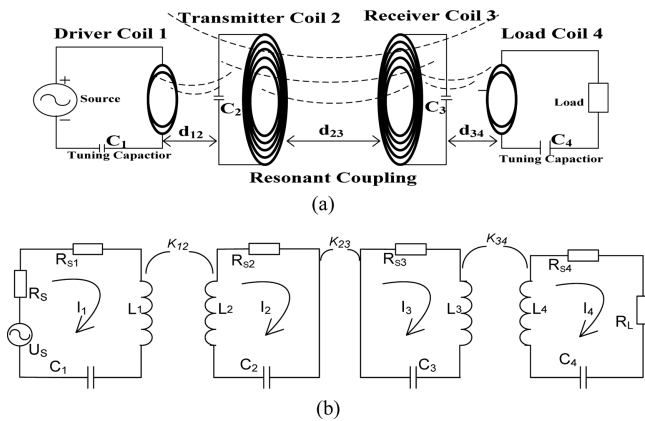 Transmitter Coil 2
Receiver Coil 3
Driver Coil 1
Load Coil 4
+
Source
−
C2
C3
Load
C1
d12
d23
d34
C4
Tuning Capactior
Tuning Capactior
Resonant Coupling
(a)
K12
K23
K34
RS1
RS2
RS3
RS4
RS
I1
L1
L2
I2
I3
L3
L4
I4
RL
US
C1
C2
C3
C4
(b)